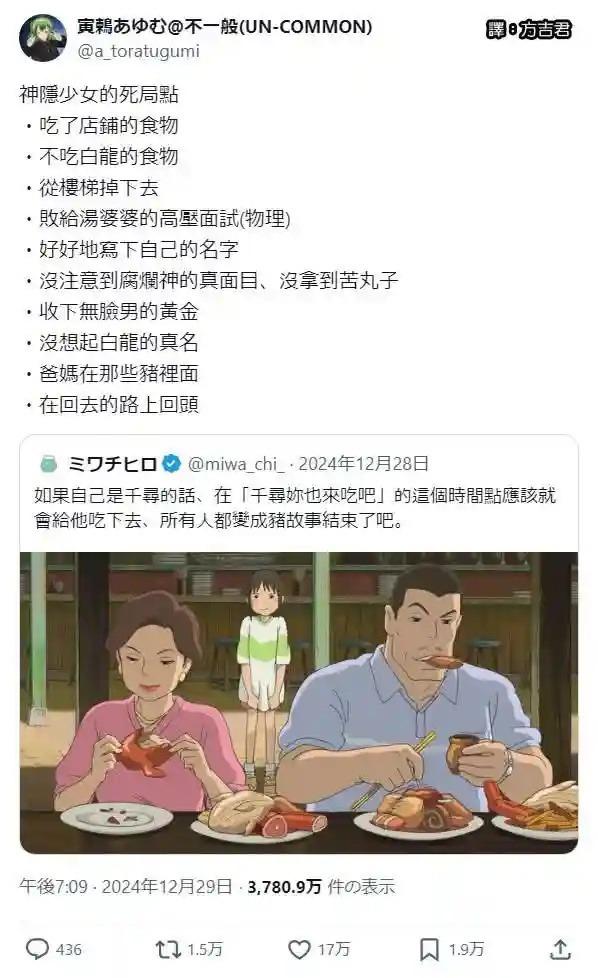 寅鶫あゆむ@不一般(UN-COMMON)
譯❽方吉君
@a_toratugumi
神隱少女的死局點
・吃了店鋪的食物
・不吃白龍的食物
・從樓梯掉下去
・敗給湯婆婆的高壓面試(物理)
・好好地寫下自己的名字
・沒注意到腐爛神的真面目、沒拿到苦丸子
・收下無臉男的黃金
・沒想起白龍的真名
・爸媽在那些豬裡面
・在回去的路上回頭
ミワチヒロ @miwa_chi_ · 2024年12月28日
如果自己是千尋的話、在「千尋妳也來吃吧」的這個時間點應該就
會給他吃下去、所有人都變成豬故事結束了吧。
午後7:09 · 2024年12月29日 · 3,780.9万 件の表示
436 1.5万 17万 1.9万